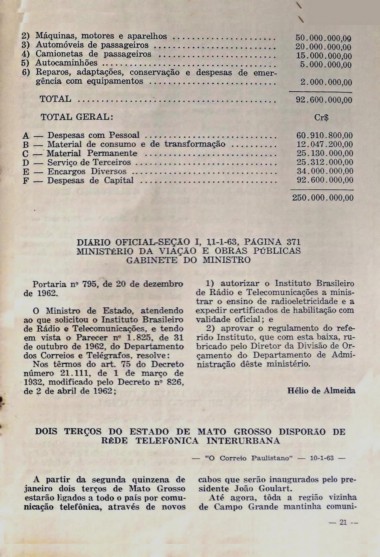 2) Máquinas, motores e aparelhos ........................ 50.000.000,00
3) Automóveis de passageiros ........................ 20.000.000,00
4) Camionetas de passageiros ........................ 15.000.000,00
5) Autocaminhões ........................ 5.000.000,00
6) Reparos, adaptações, conservação e despesas de emer-
gência com equipamentos ........................ 2.000.000,00
TOTAL ........................ 92.600.000,00
TOTAL GERAL: Cr$
A — Despesas com Pessoal ........................ 60.910.800,00
B — Material de consumo e de transformação .......... 12.047.200,00
C — Material Permanente ........................ 25.130.000,00
D — Serviço de Terceiros ........................ 25.312.000,00
E — Encargos Diversos ........................ 34.000.000,00
F — Despesas de Capital ........................ 92.600.000,00
250.000.000,00
DIÁRIO OFICIAL-SEÇÃO I, 11-1-63, PÁGINA 371
MINISTÉRIO DA VIAÇÃO E OBRAS PÚBLICAS
GABINETE DO MINISTRO
Portaria nº 795, de 20 de dezembro
de 1962.
O Ministro de Estado, atendendo
ao que solicitou o Instituto Brasileiro
de Rádio e Telecomunicações, e tendo
em vista o Parecer nº 1.825, de 31
de outubro de 1962, do Departamento
dos Correios e Telégrafos, resolve:
Nos têrmos do art. 75 do Decreto
número 21.111, de 1 de março de
1932, modificado pelo Decreto nº 826,
de 2 de abril de 1962;
1) autorizar o Instituto Brasileiro
de Rádio e Telecomunicações a minis-
trar o ensino de radioeletricidade e a
expedir certificados de habilitação com
validade oficial; e
2) aprovar o regulamento do refe-
rido Instituto, que com esta baixa, ru-
bricado pelo Diretor da Divisão de Or-
çamento do Departamento de Admi-
nistração dêste ministério.
Hélio de Almeida
DOIS TERÇOS DO ESTADO DE MATO GROSSO DISPORÃO DE
RÊDE TELEFÔNICA INTERURBANA
— "O Correio Paulistano" — 10-1-63 —
A partir da segunda quinzena de
janeiro dois terços de Mato Grosso
estarão ligados a todo o país por comu-
nicação telefônica, através de novos
cabos que serão inaugurados pelo pre-
sidente João Goulart.
Até agora, tôda a região vizinha
de Campo Grande mantinha comuni-
— 21 —